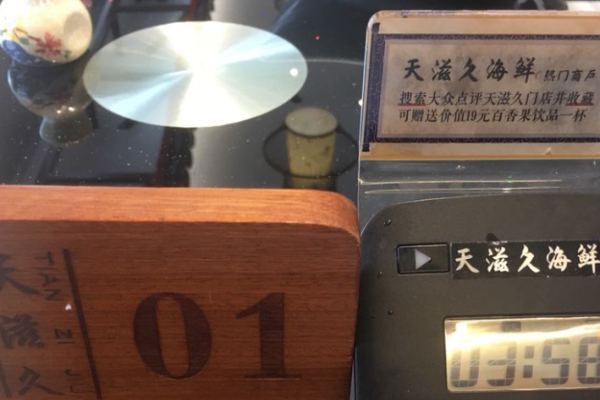 天滋久海鲜 热门商户
搜索大众点评天滋久门店并收藏
可赠送价值19元百香果饮品一杯
天滋久海鲜
03:58
天滋久
TIAN
ZI
01